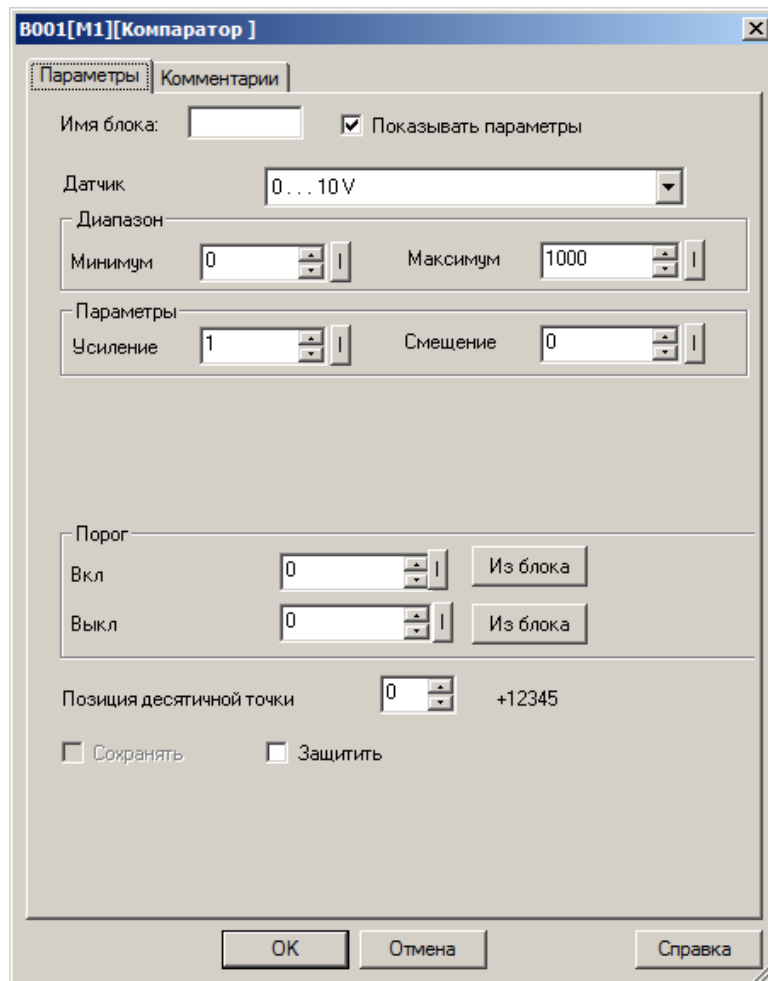 B001[M1][Компаратор ]
Параметры Комментарии
Имя блока: Показывать параметры
Датчик 0 . . . 10 V
Диапазон
Минимум 0 Максимум 1000
Параметры
Усиление 1 Смещение 0
Порог
Вкл 0 Из блока
Выкл 0 Из блока
Позиция десятичной точки 0 +12345
Сохранять Защитить
OK Отмена Справка